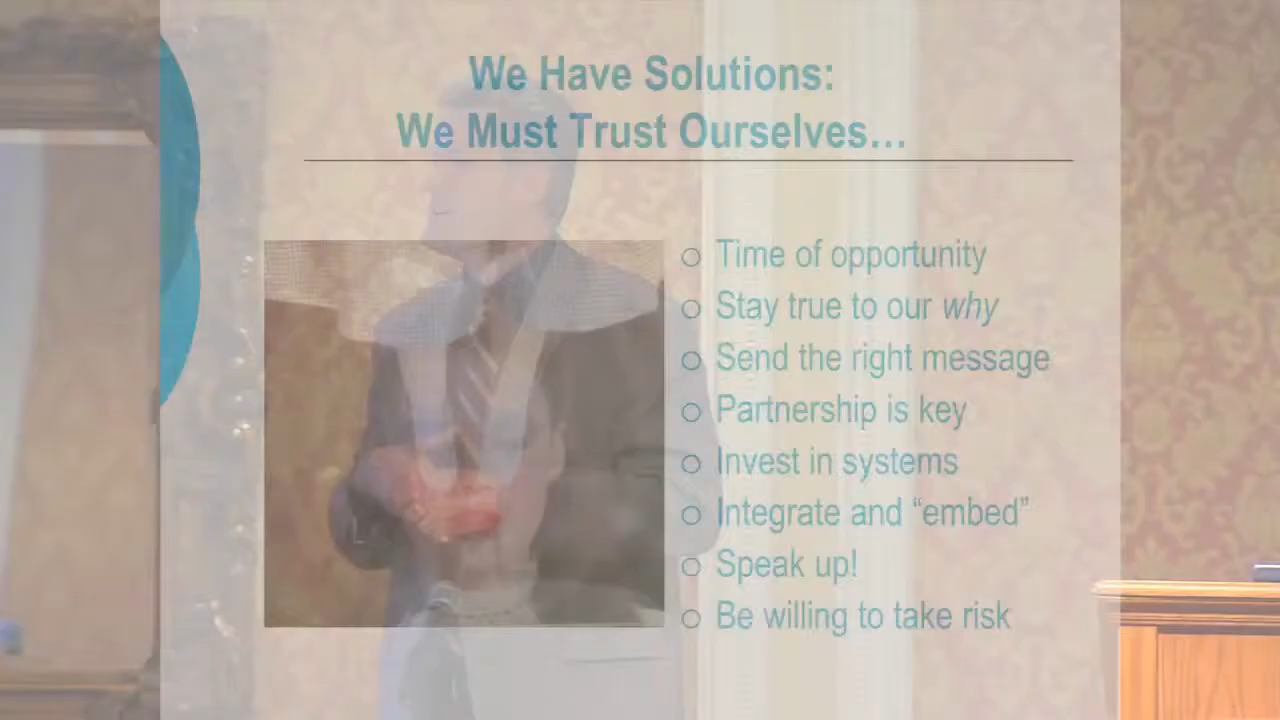 We Have Solutions:
We Must Trust Ourselves…
○ Time of opportunity
○ Stay true to our why
○ Send the right message
○ Partnership is key
○ Invest in systems
○ Integrate and “embed”
○ Speak up!
○ Be willing to take risk